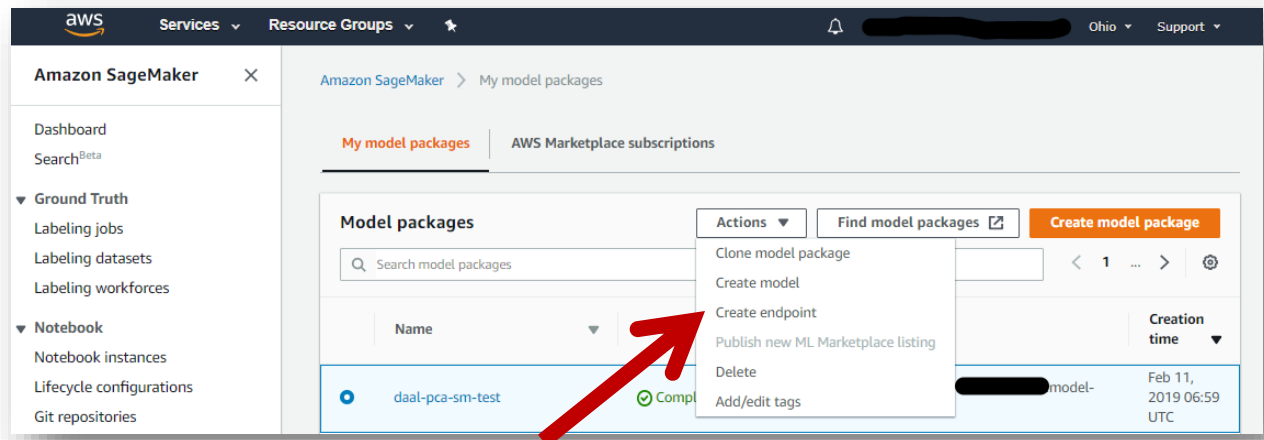 aws Services Resource Groups Ohio Support
Amazon SageMaker
Amazon SageMaker > My model packages
Dashboard
SearchBeta
My model packages AWS Marketplace subscriptions
Ground Truth
Labeling jobs
Labeling datasets
Labeling workforces
Notebook
Notebook instances
Lifecycle configurations
Git repositories
Model packages Actions Find model packages Create model package
Search model packages
1 ...
Clone model package
Create model
Create endpoint
Publish new ML Marketplace listing
Delete
Add/edit tags
Name
Creation
time
daal-pca-sm-test
model-
Feb 11,
2019 06:59
UTC